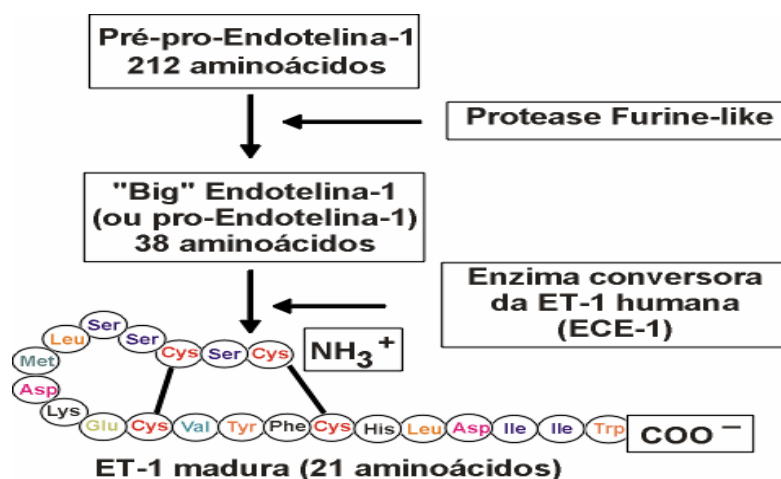 Pré-pro-Endotelina-1
212 aminoácidos
Protease Furine-like
"Big" Endotelina-1
(ou pro-Endotelina-1)
38 aminoácidos
Enzima conversora
da ET-1 humana
(ECE-1)
Ser
Leu Ser Cys Ser Cys NH₃⁺
Met
Asp
Lys Glu Cys Val Tyr Phe Cys His Leu Asp Ile Ile Trp COO⁻
ET-1 madura (21 aminoácidos)